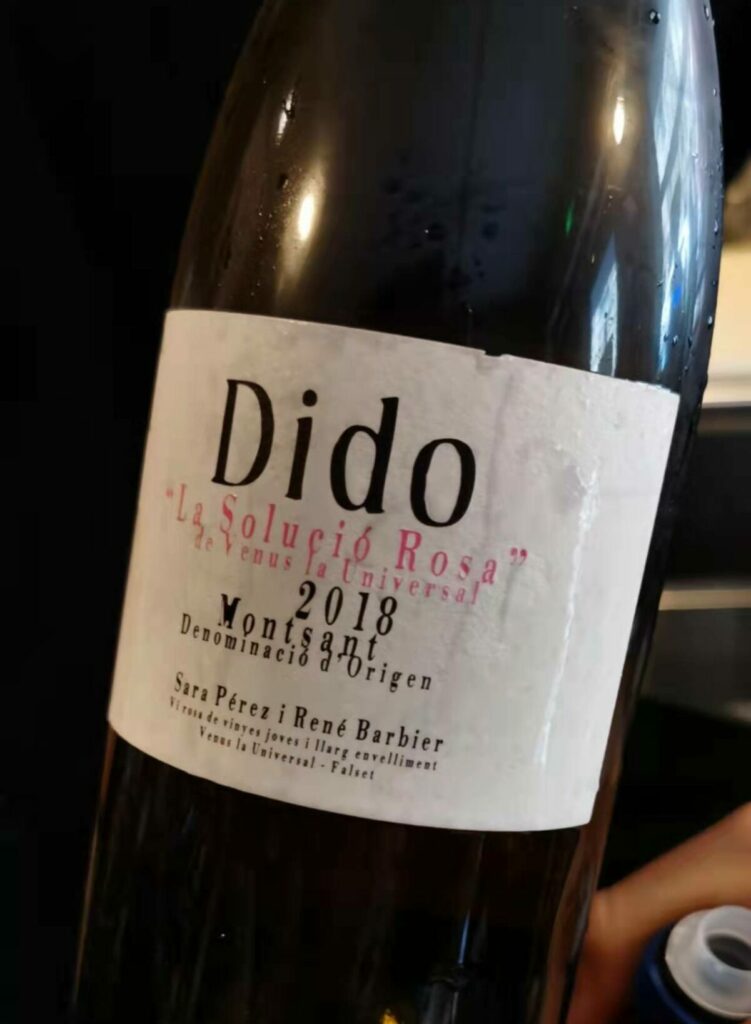 Dido
"La Solució Rosa"
de Venus la Universal
2018
Montsant
Denominació d'Origen
Sara Pérez i René Barbier
Vi rosa de vinyes joves i llarg envelliment
Venus la Universal - Falset